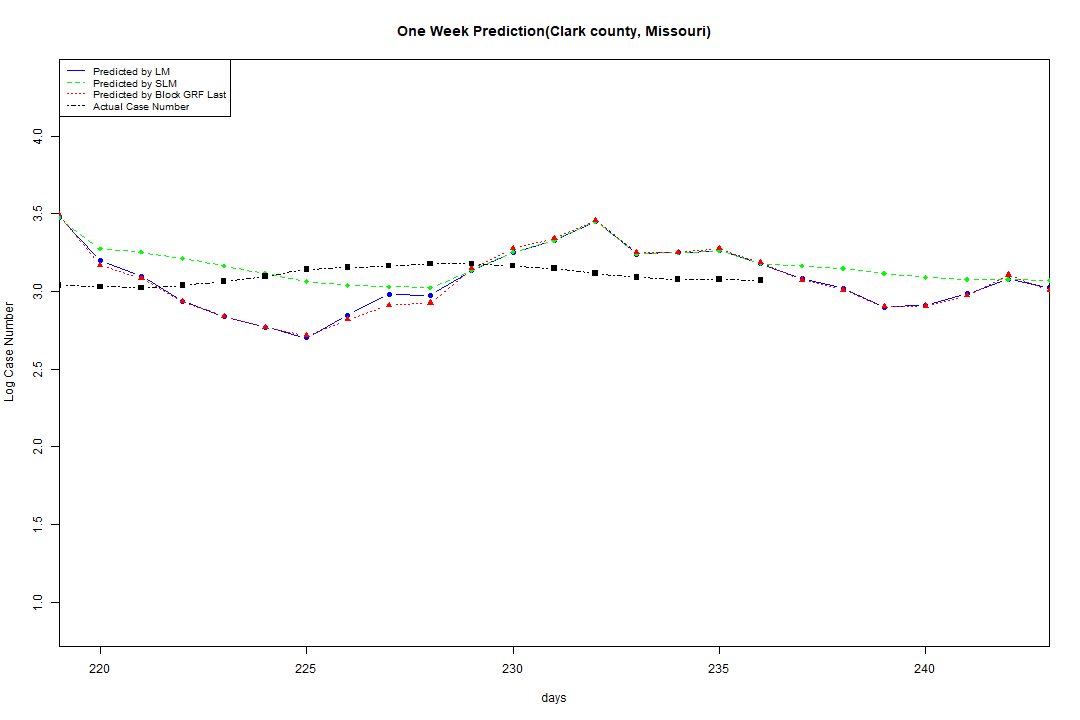 One Week Prediction(Clark county, Missouri)
Predicted by LM
Predicted by SLM
Predicted by Block GRF Last
Actual Case Number
4.0
3.5
3.0
2.5
2.0
1.5
1.0
Log Case Number
220 225 230 235 240
days